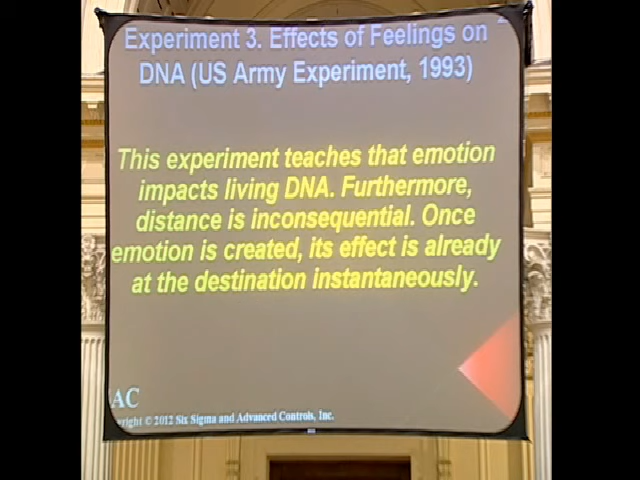 Experiment 3. Effects of Feelings on
DNA (US Army Experiment, 1993)
This experiment teaches that emotion
impacts living DNA. Furthermore,
distance is inconsequential. Once
emotion is created, its effect is already
at the destination instantaneously.
AC
© 2012 Six Sigma and Advanced Controls, Inc.